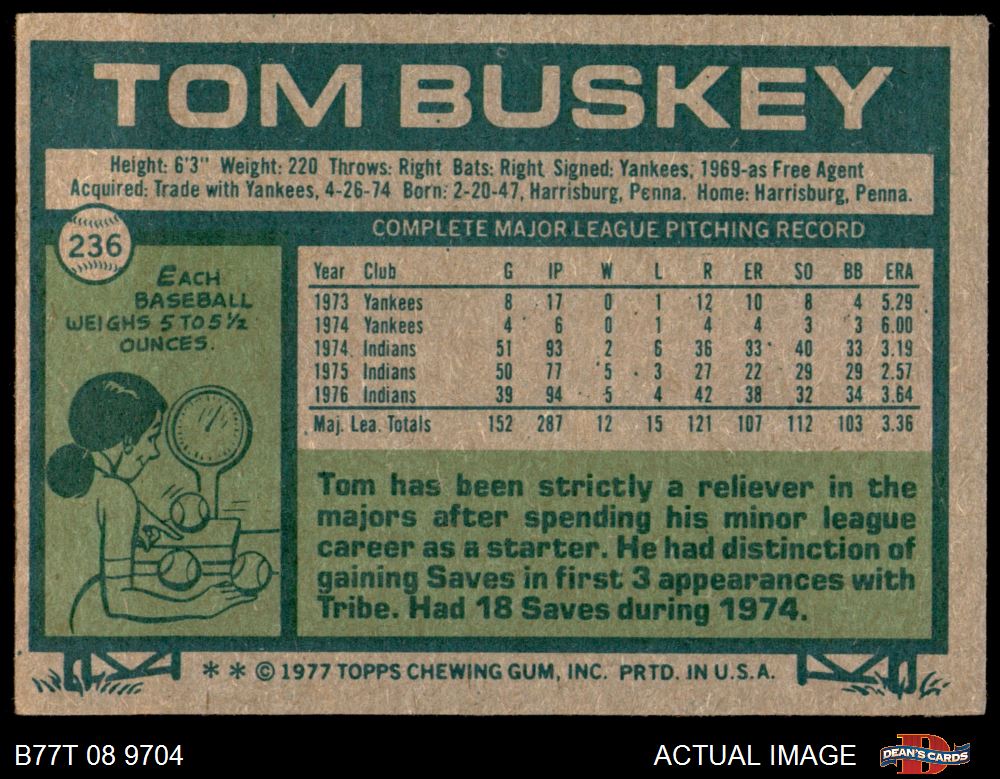 TOM BUSKEY
Height: 6'3" Weight: 220 Throws: Right Bats: Right Signed: Yankees, 1969-as Free Agent
Acquired: Trade with Yankees, 4-26-74 Born: 2-20-47, Harrisburg, Penna. Home: Harrisburg, Penna.
236
EACH
BASEBALL
WEIGHS 5 TO 5½
OUNCES.
COMPLETE MAJOR LEAGUE PITCHING RECORD
Year Club G IP W L R ER SO BB ERA
1973 Yankees 8 17 0 1 12 10 8 4 5.29
1974 Yankees 4 6 0 1 4 4 3 3 6.00
1974 Indians 51 93 2 6 36 33 40 33 3.19
1975 Indians 50 77 5 3 27 22 29 29 2.57
1976 Indians 39 94 5 4 42 38 32 34 3.64
Maj. Lea. Totals 152 287 12 15 121 107 112 103 3.36
Tom has been strictly a reliever in the
majors after spending his minor league
career as a starter. He had distinction of
gaining Saves in first 3 appearances with
Tribe. Had 18 Saves during 1974.
* * © 1977 TOPPS CHEWING GUM, INC. PRTD. IN U.S.A.
B77T 08 9704
ACTUAL IMAGE
DEAN'S CARDS